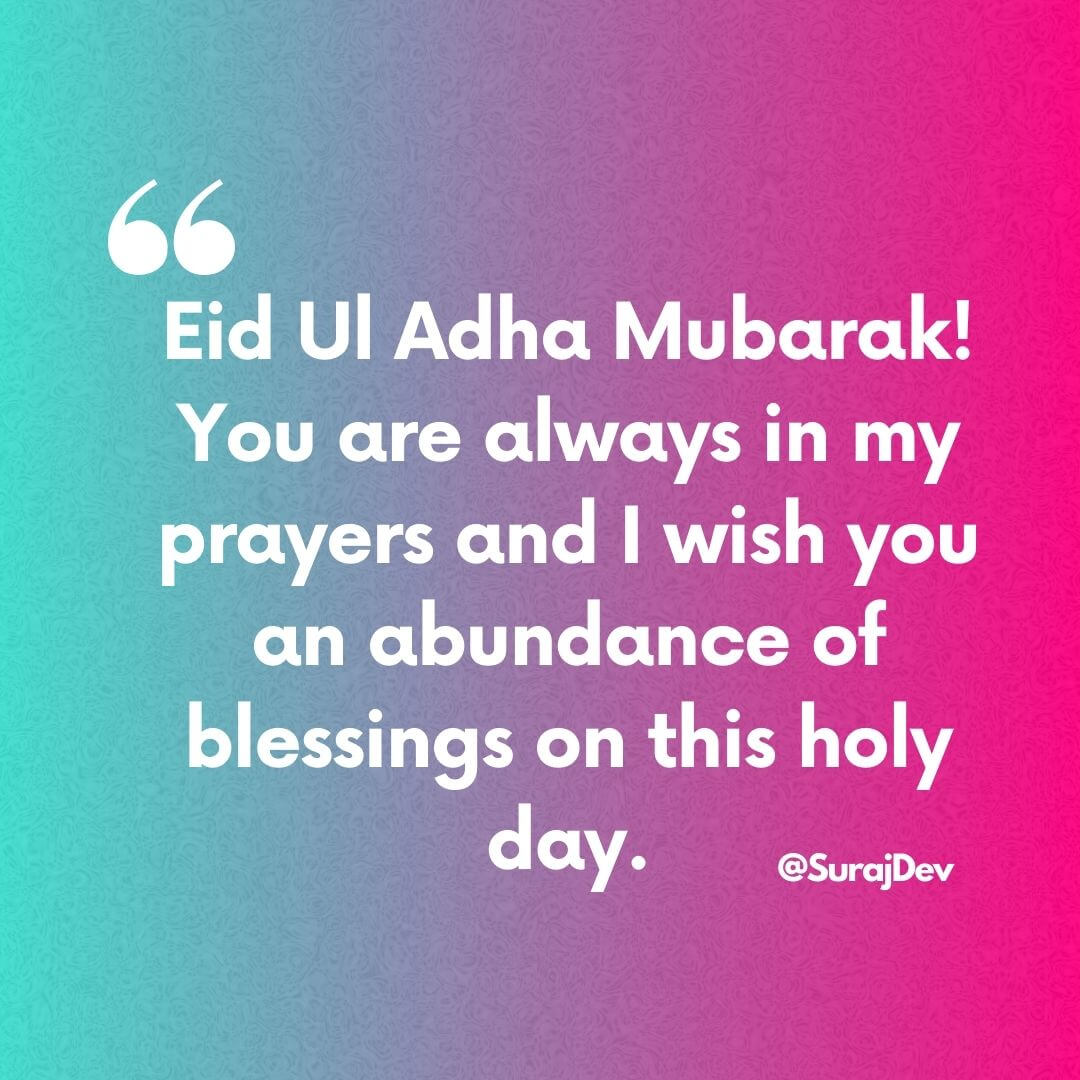 “
Eid Ul Adha Mubarak!
You are always in my
prayers and I wish you
an abundance of
blessings on this holy
day.
@SurajDev